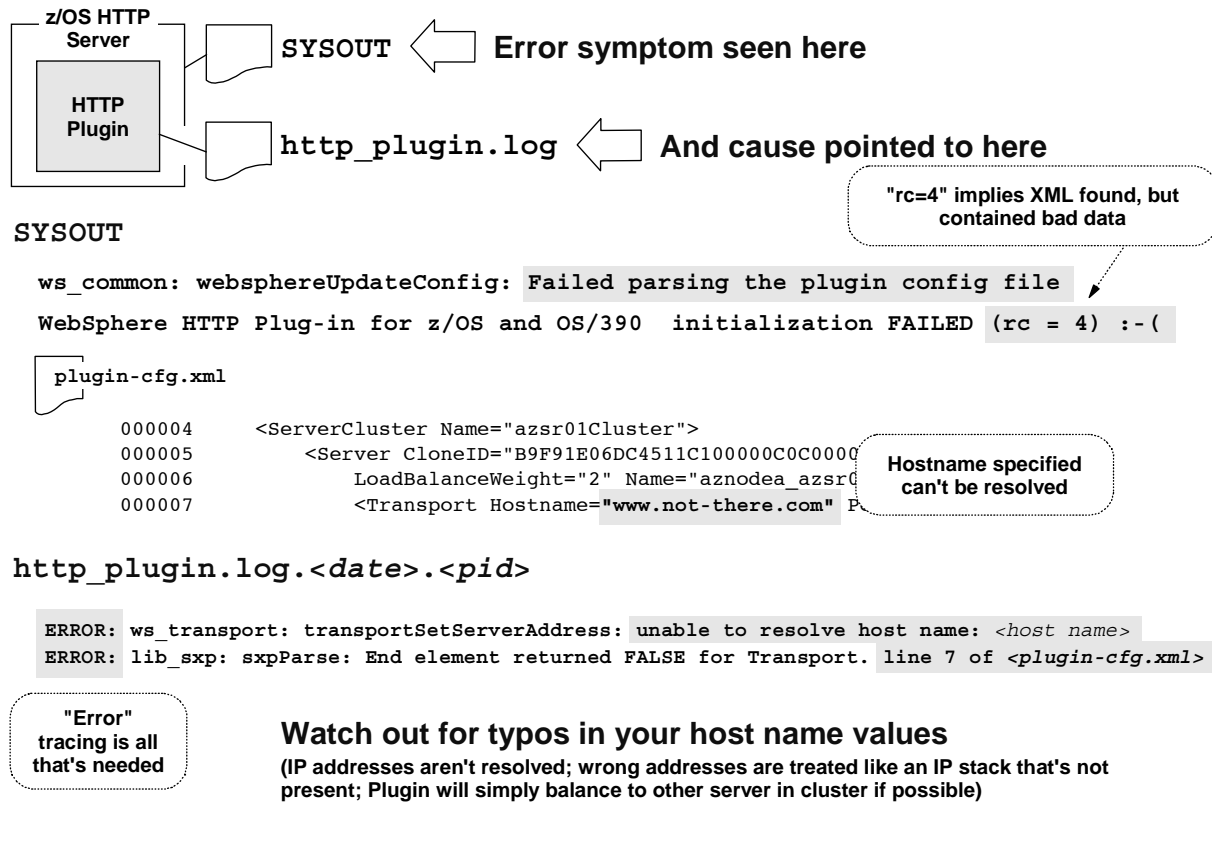 z/OS HTTP
Server
HTTP
Plugin
SYSOUT
Error symptom seen here
http_plugin.log
And cause pointed to here
"rc=4" implies XML found, but
contained bad data
SYSOUT
ws_common: websphereUpdateConfig: Failed parsing the plugin config file
WebSphere HTTP Plug-in for z/OS and OS/390 initialization FAILED (rc = 4) :-(
plugin-cfg.xml
000004 <ServerCluster Name="azsr01Cluster">
000005 <Server CloneID="B9F91E06DC4511C100000C0C0000
000006 LoadBalanceWeight="2" Name="aznodea_azsr0
000007 <Transport Hostname="www.not-there.com" P
Hostname specified
can't be resolved
http_plugin.log.<date>.<pid>
ERROR: ws_transport: transportSetServerAddress: unable to resolve host name: <host name>
ERROR: lib_sxp: sxpParse: End element returned FALSE for Transport. line 7 of <plugin-cfg.xml>
"Error"
tracing is all
that's needed
Watch out for typos in your host name values
(IP addresses aren't resolved; wrong addresses are treated like an IP stack that's not
present; Plugin will simply balance to other server in cluster if possible)